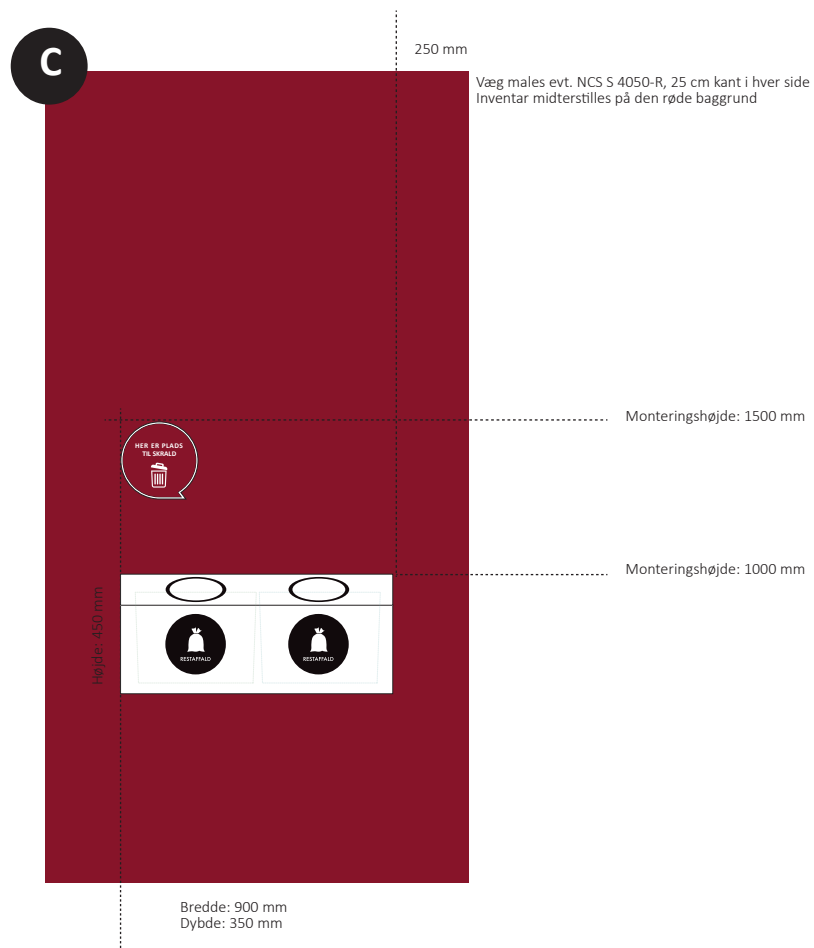 C
250 mm
Væg males evt. NCS S 4050-R, 25 cm kant i hver side
Inventar midterstilles på den røde baggrund
Monteringshøjde: 1500 mm
HER ER PLADS
TIL SKRALD
Monteringshøjde: 1000 mm
Højde: 450 mm
RESTAFFALD
RESTAFFALD
Bredde: 900 mm
Dybde: 350 mm